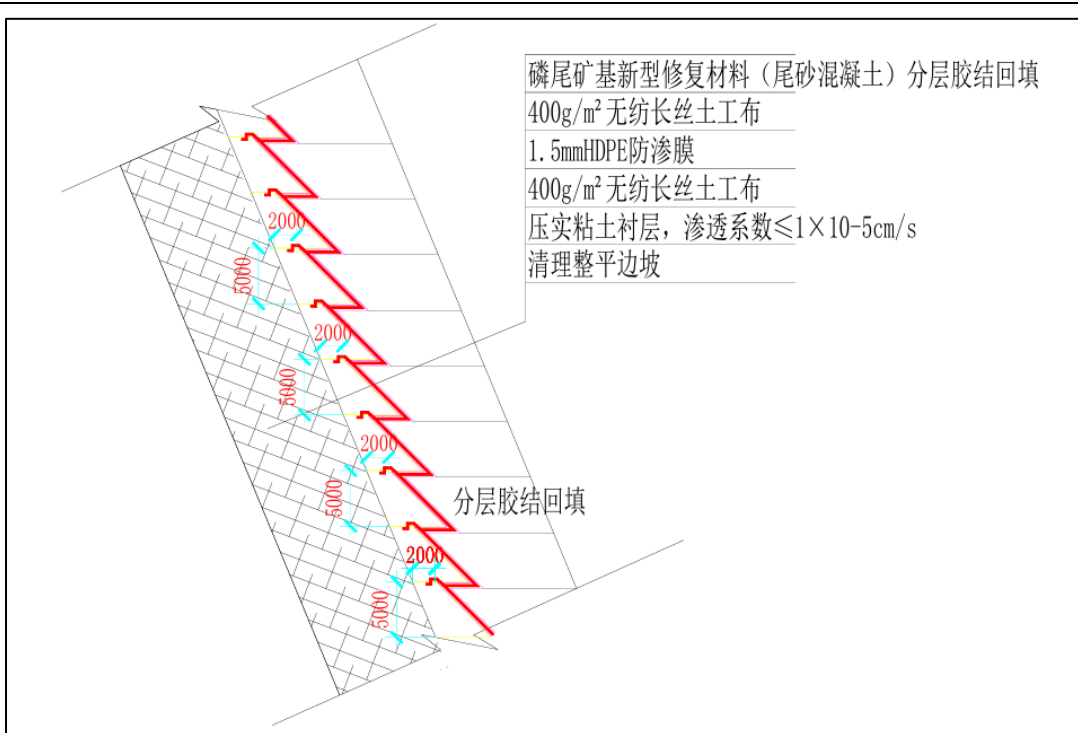 磷尾矿基新型修复材料（尾砂混凝土）分层胶结回填
400g/m² 无纺长丝土工布
1.5mmHDPE防渗膜
400g/m² 无纺长丝土工布
压实粘土衬层，渗透系数≤1×10-5cm/s
清理整平边坡
2000
5000
2000
5000
2000
5000
分层胶结回填
2000
5000